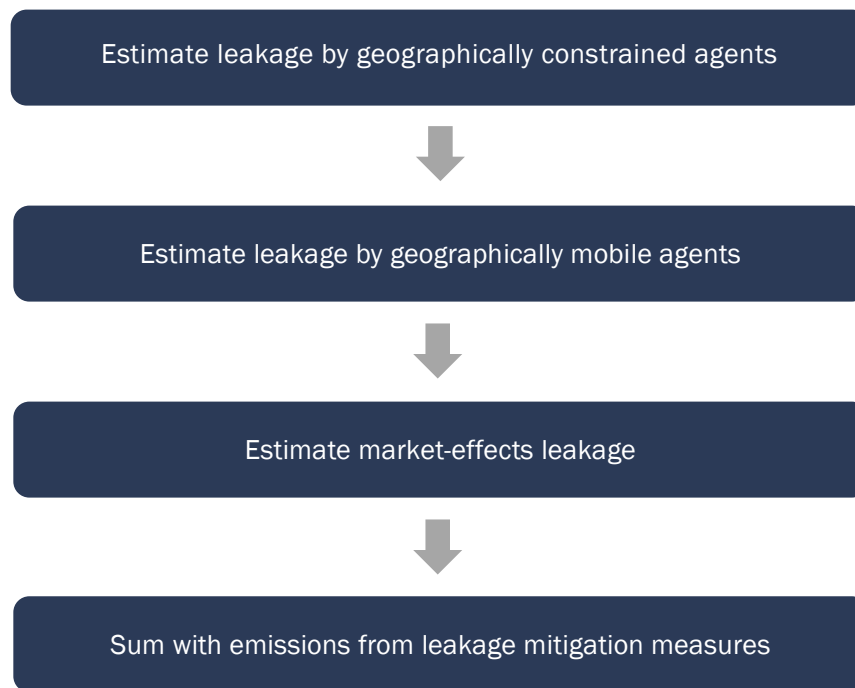 Estimate leakage by geographically constrained agents
Estimate leakage by geographically mobile agents
Estimate market-effects leakage
Sum with emissions from leakage mitigation measures